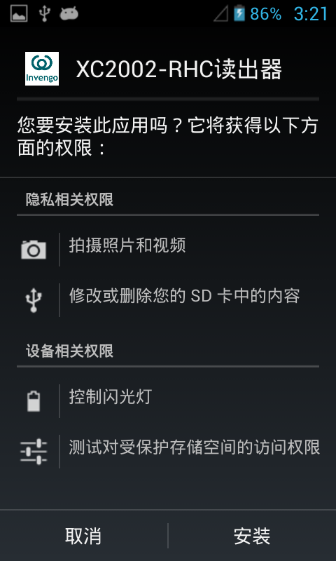 86% 3:21
Invengo
XC2002-RHC读出器
您要安装此应用吗？它将获得以下方
面的权限：
隐私相关权限
拍摄照片和视频
修改或删除您的 SD 卡中的内容
设备相关权限
控制闪光灯
测试对受保护存储空间的访问权限
取消 安装